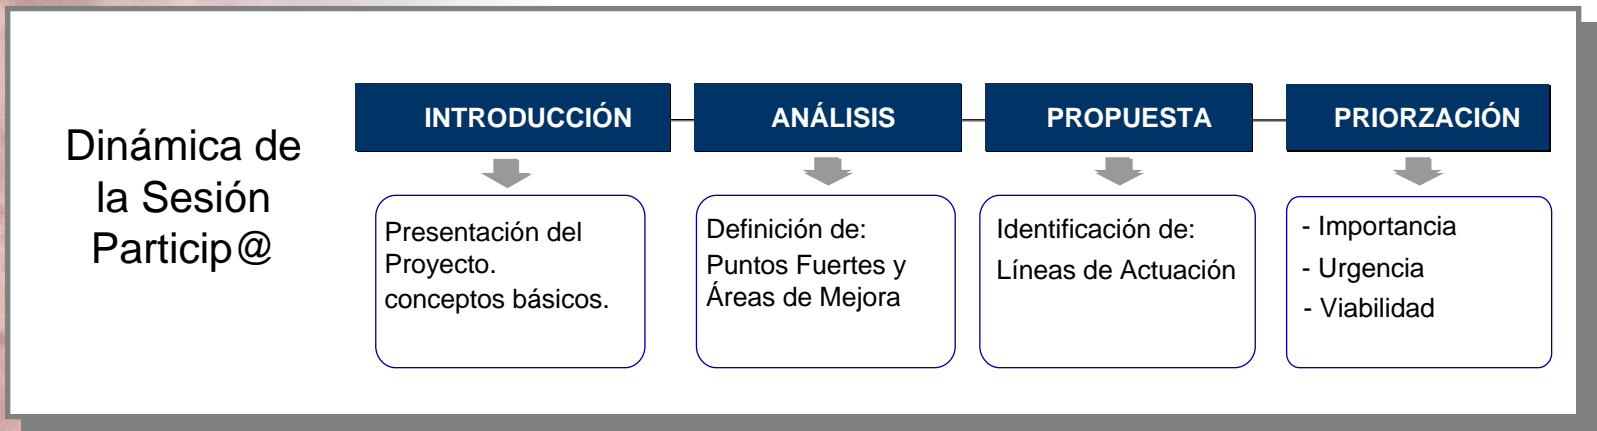 Dinámica de
la Sesión
Particip@
INTRODUCCIÓN
Presentación del
Proyecto.
conceptos básicos.
ANÁLISIS
Definición de:
Puntos Fuertes y
Áreas de Mejora
PROPUESTA
Identificación de:
Líneas de Actuación
PRIORZACIÓN
- Importancia
- Urgencia
- Viabilidad